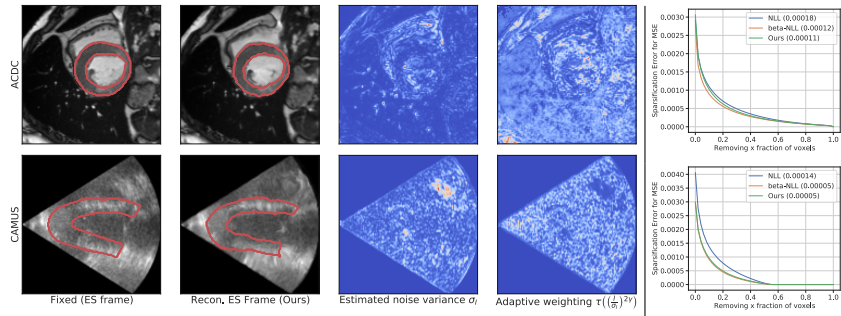 ACDC
CAMUS
Fixed (ES frame)
Recon. ES Frame (Ours)
Estimated noise variance σ_I
Adaptive weighting τ((I/σ_I)^{2γ})
Sparsification Error for MSE
0.0030
0.0025
0.0020
0.0015
0.0010
0.0005
0.0000
NLL (0.00018)
beta-NLL (0.00012)
Ours (0.00011)
0.0 0.2 0.4 0.6 0.8 1.0
Removing x fraction of voxels
Sparsification Error for MSE
0.0040
0.0035
0.0030
0.0025
0.0020
0.0015
0.0010
0.0005
0.0000
NLL (0.00014)
beta-NLL (0.00005)
Ours (0.00005)
0.0 0.2 0.4 0.6 0.8 1.0
Removing x fraction of voxels